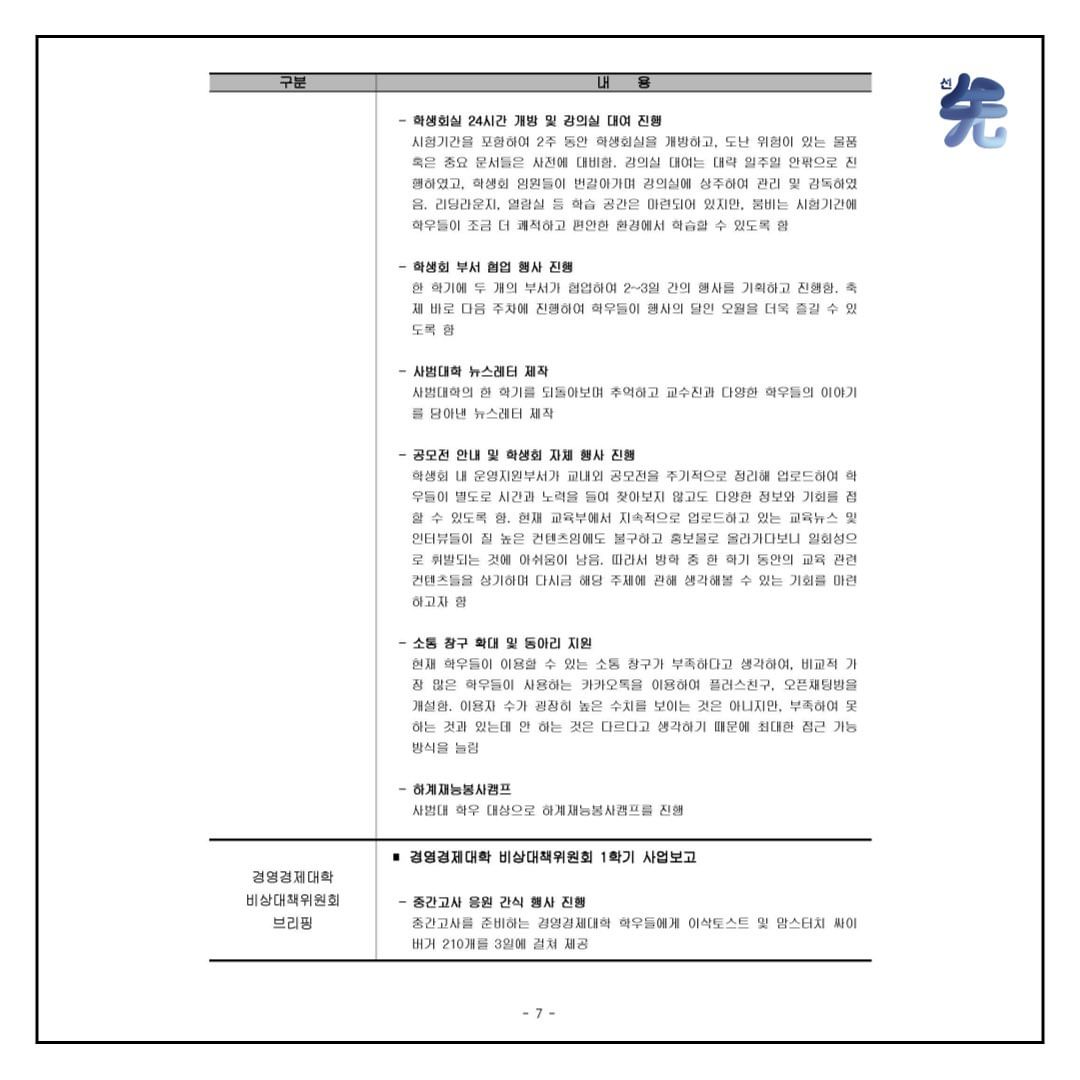 구분 내 용
선 先
- 학생회실 24시간 개방 및 강의실 대여 진행
시험기간을 포함하여 2주 동안 학생회실을 개방하고, 도난 위험이 있는 물품
혹은 중요 문서들은 사전에 대비함. 강의실 대여는 대략 일주일 안팎으로 진
행하였고, 학생회 임원들이 번갈아가며 강의실에 상주하여 관리 및 감독하였
음. 리딩라운지, 열람실 등 학습 공간은 마련되어 있지만, 붐비는 시험기간에
학우들이 조금 더 쾌적하고 편안한 환경에서 학습할 수 있도록 함
- 학생회 부서 협업 행사 진행
한 학기에 두 개의 부서가 협업하여 2~3일 간의 행사를 기획하고 진행함. 축
제 바로 다음 주차에 진행하여 학우들이 행사의 달인 오월을 더욱 즐길 수 있
도록 함
- 사범대학 뉴스레터 제작
사범대학의 한 학기를 되돌아보며 추억하고 교수진과 다양한 학우들의 이야기
를 담아낸 뉴스레터 제작
- 공모전 안내 및 학생회 자체 행사 진행
학생회 내 운영지원부서가 교내외 공모전을 주기적으로 정리해 업로드하여 학
우들이 별도로 시간과 노력을 들여 찾아보지 않고도 다양한 정보와 기회를 접
할 수 있도록 함. 현재 교육부에서 지속적으로 업로드하고 있는 교육뉴스 및
인터뷰들이 질 높은 컨텐츠임에도 불구하고 홍보물로 올라가다보니 일회성으
로 휘발되는 것에 아쉬움이 남음. 따라서 방학 중 한 학기 동안의 교육 관련
컨텐츠들을 상기하며 다시금 해당 주제에 관해 생각해볼 수 있는 기회를 마련
하고자 함
- 소통 창구 확대 및 동아리 지원
현재 학우들이 이용할 수 있는 소통 창구가 부족하다고 생각하여, 비교적 가
장 많은 학우들이 사용하는 카카오톡을 이용하여 플러스친구, 오픈채팅방을
개설함. 이용자 수가 굉장히 높은 수치를 보이는 것은 아니지만, 부족하여 못
하는 것과 있는데 안 하는 것은 다르다고 생각하기 때문에 최대한 접근 가능
방식을 늘림
- 하계재능봉사캠프
사범대 학우 대상으로 하계재능봉사캠프를 진행
경영경제대학
비상대책위원회
브리핑
■ 경영경제대학 비상대책위원회 1학기 사업보고
- 중간고사 응원 간식 행사 진행
중간고사를 준비하는 경영경제대학 학우들에게 이삭토스트 및 맘스터치 싸이
버거 210개를 3일에 걸쳐 제공
- 7 -